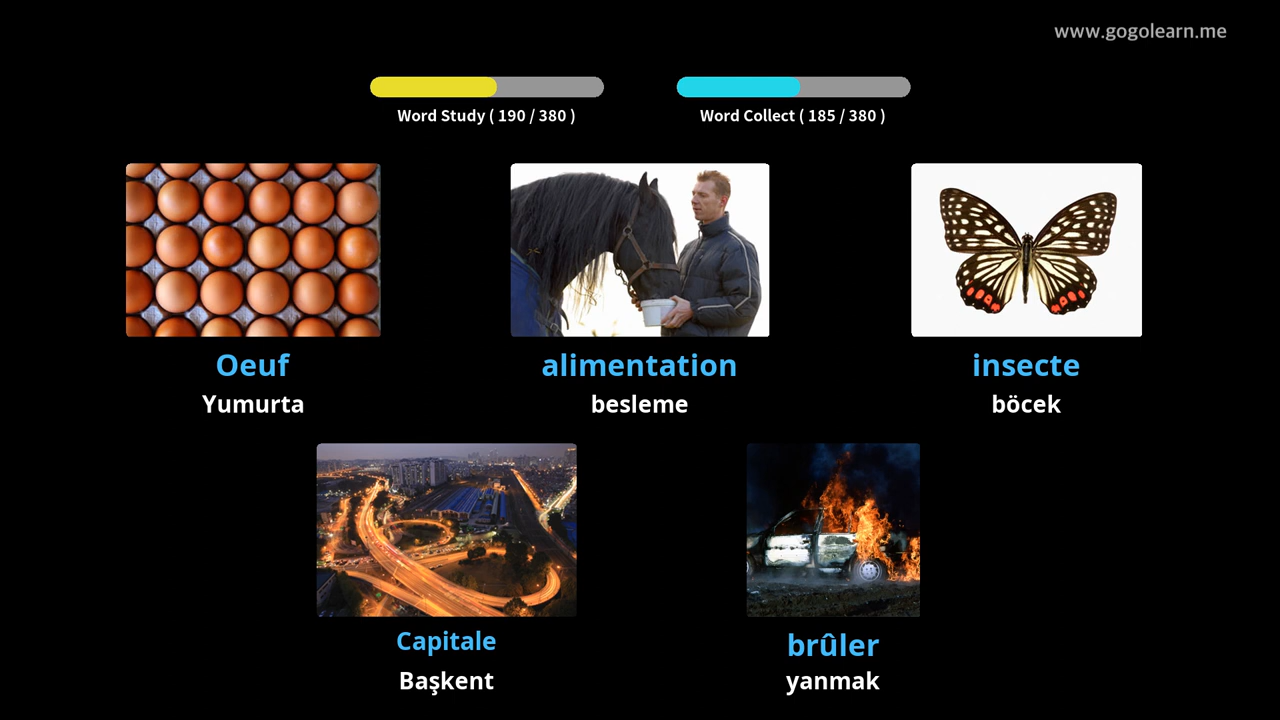 www.gogolearn.me
Word Study ( 190 / 380 )
Word Collect ( 185 / 380 )
Oeuf
Yumurta
alimentation
besleme
insecte
böcek
Capitale
Başkent
brûler
yanmak